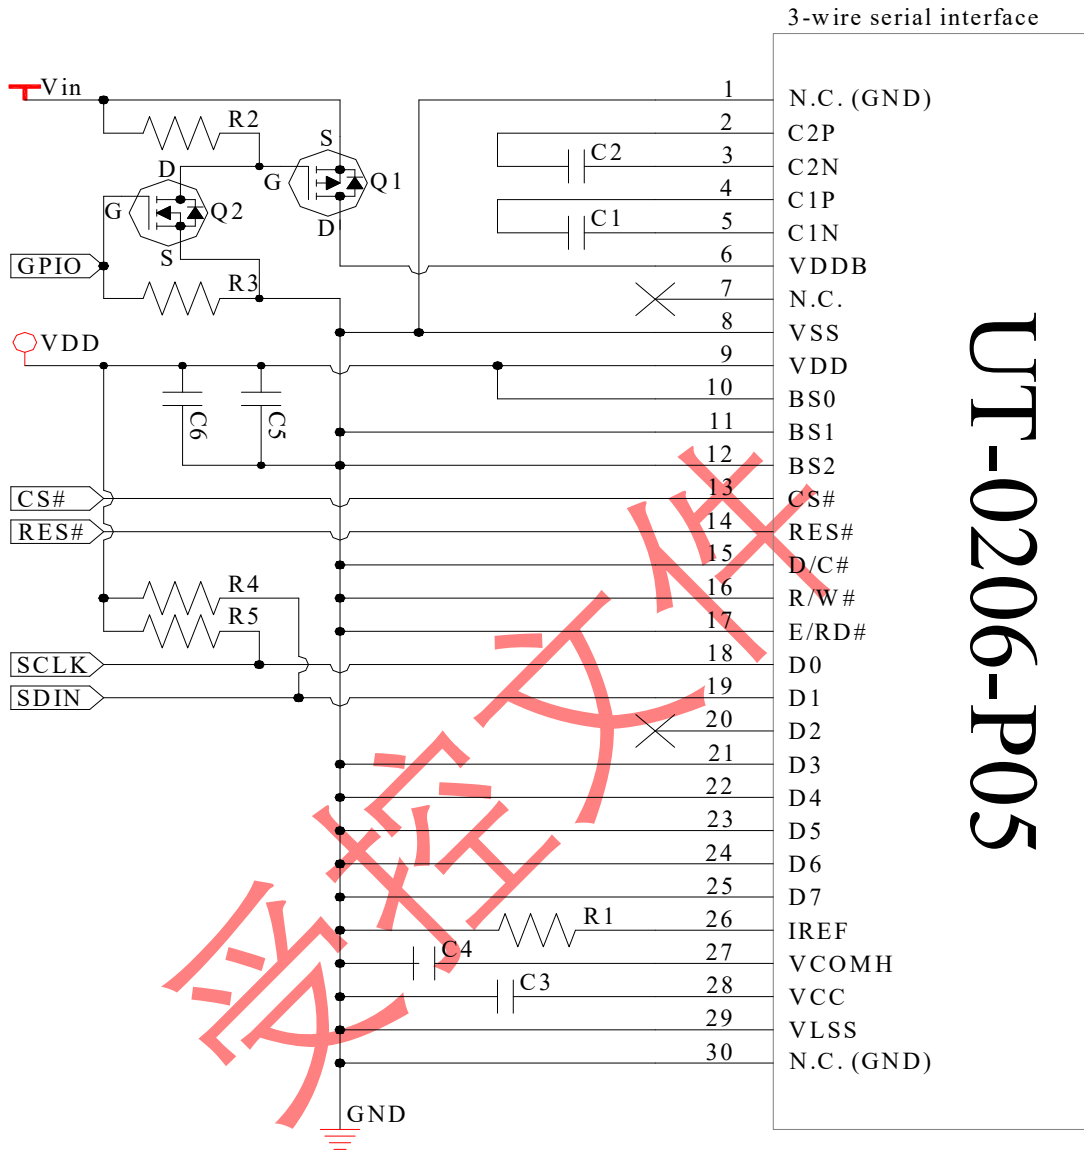 3-wire serial interface
Vin
R2
S
D
G
Q1
G
Q2
D
S
GPIO
R3
VDD
C6
C5
CS#
RES#
R4
R5
SCLK
SDIN
C2
C1
R1
C4
C3
GND
1 N.C. (GND)
2 C2P
3 C2N
4 C1P
5 C1N
6 VDDB
7 N.C.
8 VSS
9 VDD
10 BS0
11 BS1
12 BS2
13 CS#
14 RES#
15 D/C#
16 R/W#
17 E/RD#
18 D0
19 D1
20 D2
21 D3
22 D4
23 D5
24 D6
25 D7
26 IREF
27 VCOMH
28 VCC
29 VLSS
30 N.C. (GND)
UT-0206-P05
受控文件